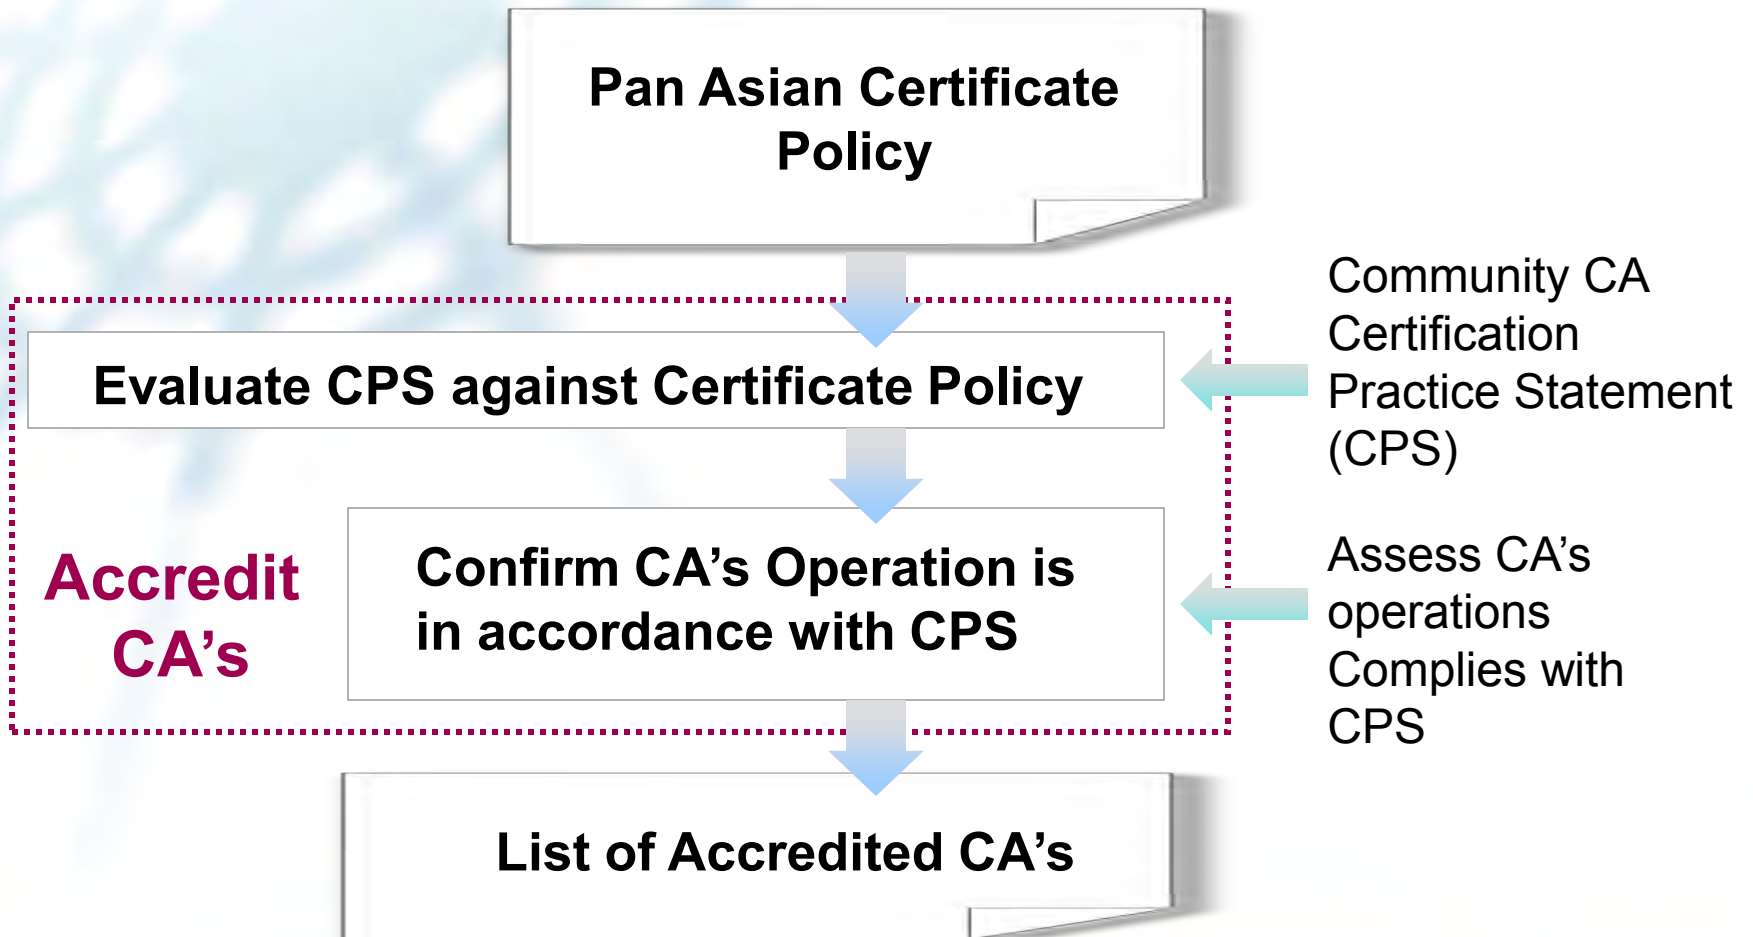 Pan Asian Certificate
Policy
Community CA
Certification
Practice Statement
(CPS)
Evaluate CPS against Certificate Policy
Accredit
CA’s
Confirm CA’s Operation is
in accordance with CPS
Assess CA’s
operations
Complies with
CPS
List of Accredited CA’s